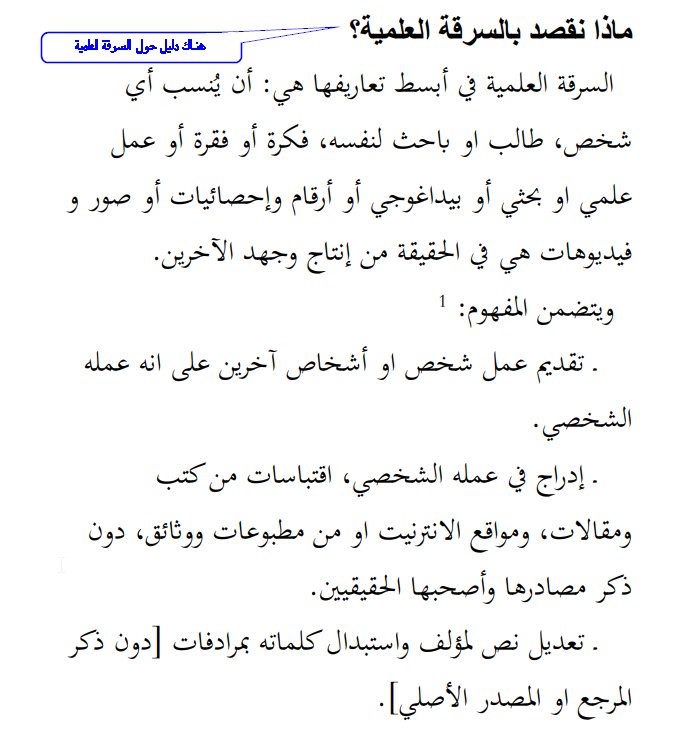 ماذا نقصد بالسرقة العلمية؟
هناك دليل حول السرقة العلمية
السرقة العلمية في أبسط تعاريفها هي: أن يُنسب أي
شخص، طالب او باحث لنفسه، فكرة أو فقرة أو عمل
علمي او بحثي أو بيداغوجي أو أرقام وإحصائيات أو صور و
فيديوهات هي في الحقيقة من إنتاج وجهد الآخرين.
ويتضمن المفهوم: 1
ـ تقديم عمل شخص او أشخاص آخرين على انه عمله
الشخصي.
ـ إدراج في عمله الشخصي، اقتباسات من كتب
ومقالات، ومواقع الانترنيت او من مطبوعات ووثائق، دون
ذكر مصادرها وأصحبها الحقيقيين.
ـ تعديل نص لمؤلف واستبدال كلماته بمرادفات [دون ذكر
المرجع او المصدر الأصلي].